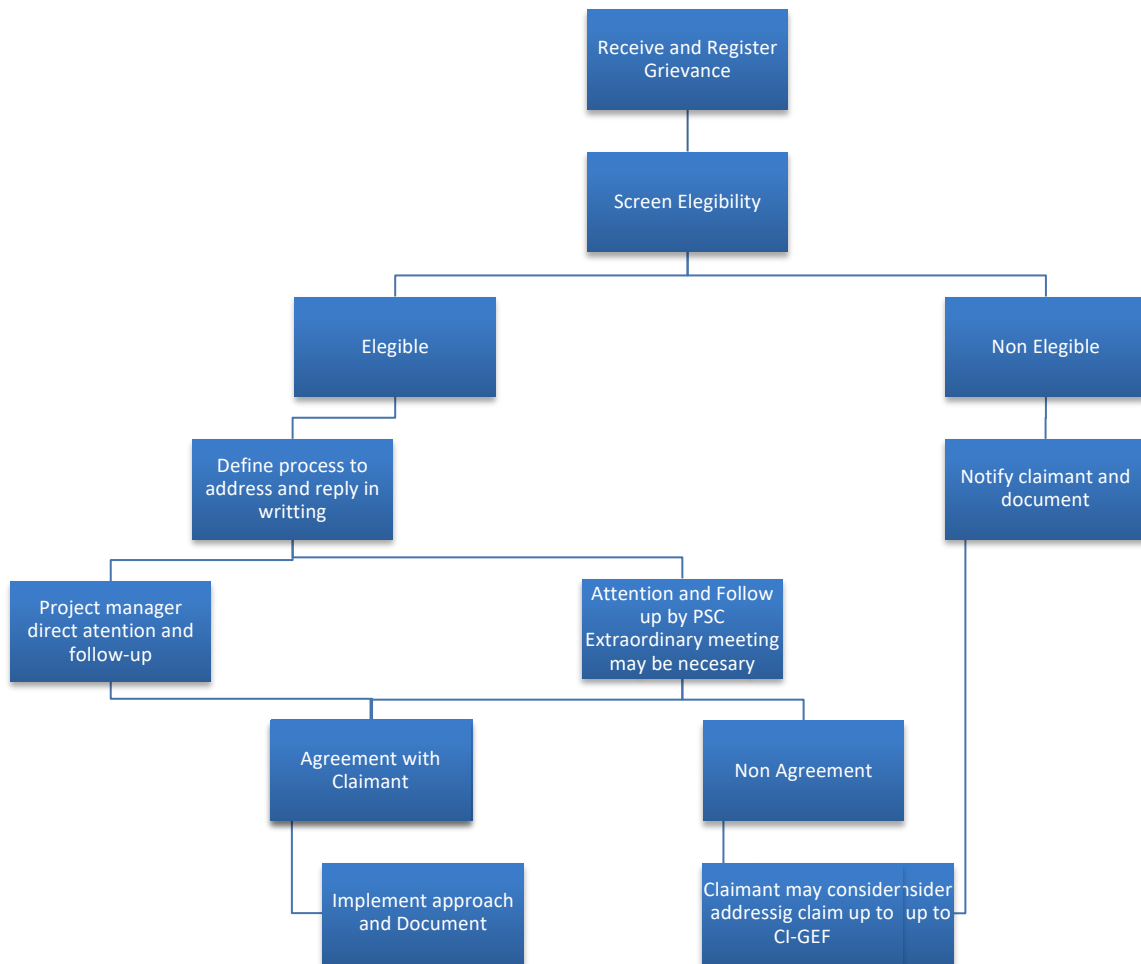 Receive and Register
Grievance
Screen Elegibility
Elegible
Non Elegible
Define process to
address and reply in
writting
Notify claimant and
document
Project manager
direct atention and
follow-up
Attention and Follow
up by PSC
Extraordinary meeting
may be necesary
Agreement with
Claimant
Non Agreement
Implement approach
and Document
Claimant may consider
addressig claim up to
CI-GEF
nsider
up to